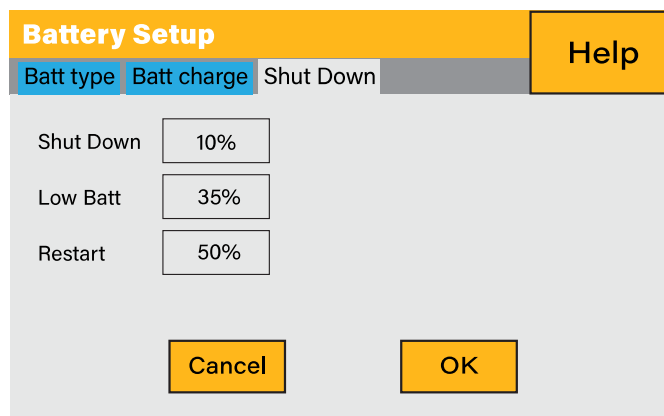 Battery Setup
Help
Batt type Batt charge Shut Down
Shut Down 10%
Low Batt 35%
Restart 50%
Cancel OK